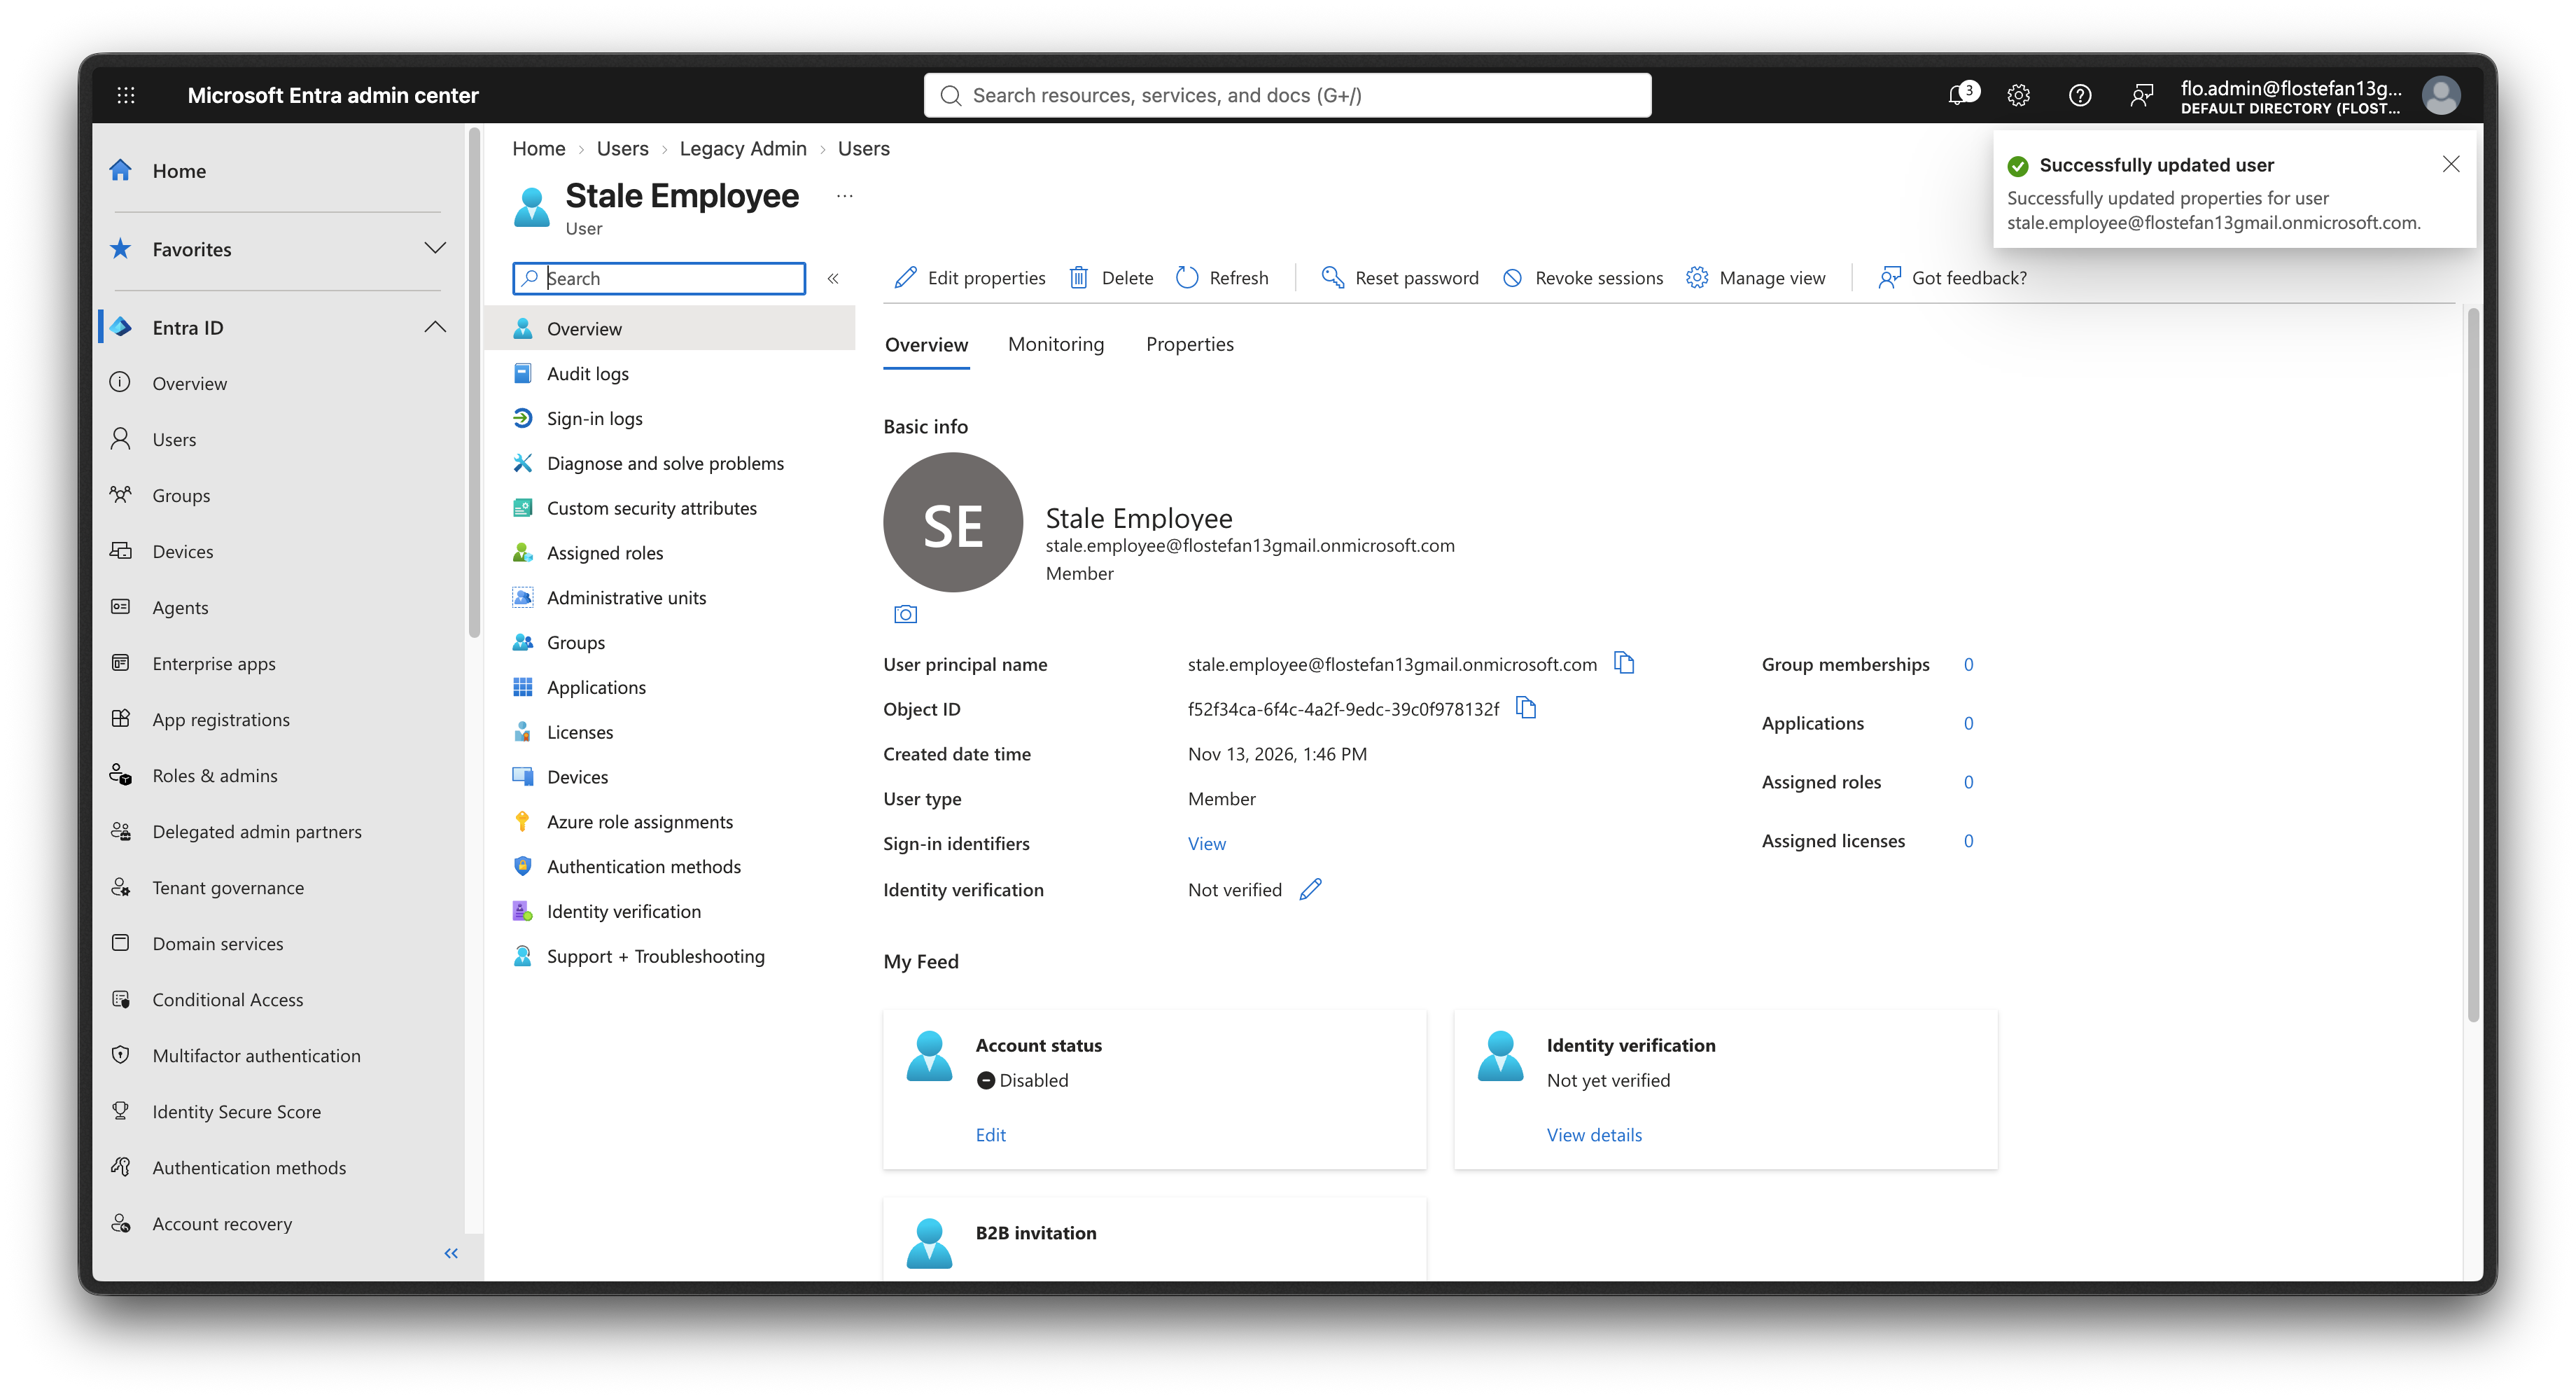 Microsoft Entra admin center
Search resources, services, and docs (G+/)
3
flo.admin@flostefan13g...
DEFAULT DIRECTORY (FLOST...
Successfully updated user
Successfully updated properties for user
stale.employee@flostefan13gmail.onmicrosoft.com.
Home
Favorites
Entra ID
Overview
Users
Groups
Devices
Agents
Enterprise apps
App registrations
Roles & admins
Delegated admin partners
Tenant governance
Domain services
Conditional Access
Multifactor authentication
Identity Secure Score
Authentication methods
Account recovery
Home > Users > Legacy Admin > Users
Stale Employee ...
User
Search
Overview
Audit logs
Sign-in logs
Diagnose and solve problems
Custom security attributes
Assigned roles
Administrative units
Groups
Applications
Licenses
Devices
Azure role assignments
Authentication methods
Identity verification
Support + Troubleshooting
Edit properties Delete Refresh Reset password Revoke sessions Manage view Got feedback?
Overview Monitoring Properties
Basic info
SE
Stale Employee
stale.employee@flostefan13gmail.onmicrosoft.com
Member
User principal name stale.employee@flostefan13gmail.onmicrosoft.com
Object ID f52f34ca-6f4c-4a2f-9edc-39c0f978132f
Created date time Nov 13, 2026, 1:46 PM
User type Member
Sign-in identifiers View
Identity verification Not verified
Group memberships 0
Applications 0
Assigned roles 0
Assigned licenses 0
My Feed
Account status
Disabled
Edit
Identity verification
Not yet verified
View details
B2B invitation